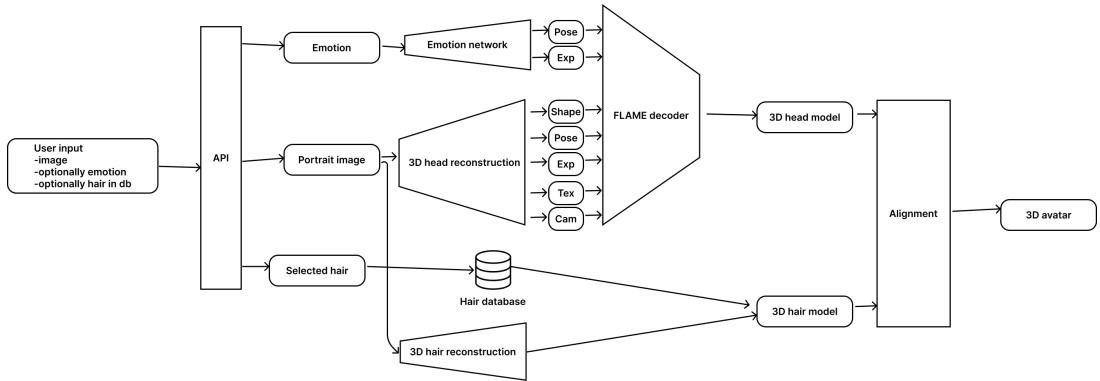 User input
-image
-optionally emotion
-optionally hair in db
API
Emotion
Emotion network
Pose
Exp
Portrait image
3D head reconstruction
Shape
Pose
Exp
Tex
Cam
FLAME decoder
3D head model
Selected hair
Hair database
3D hair reconstruction
3D hair model
Alignment
3D avatar